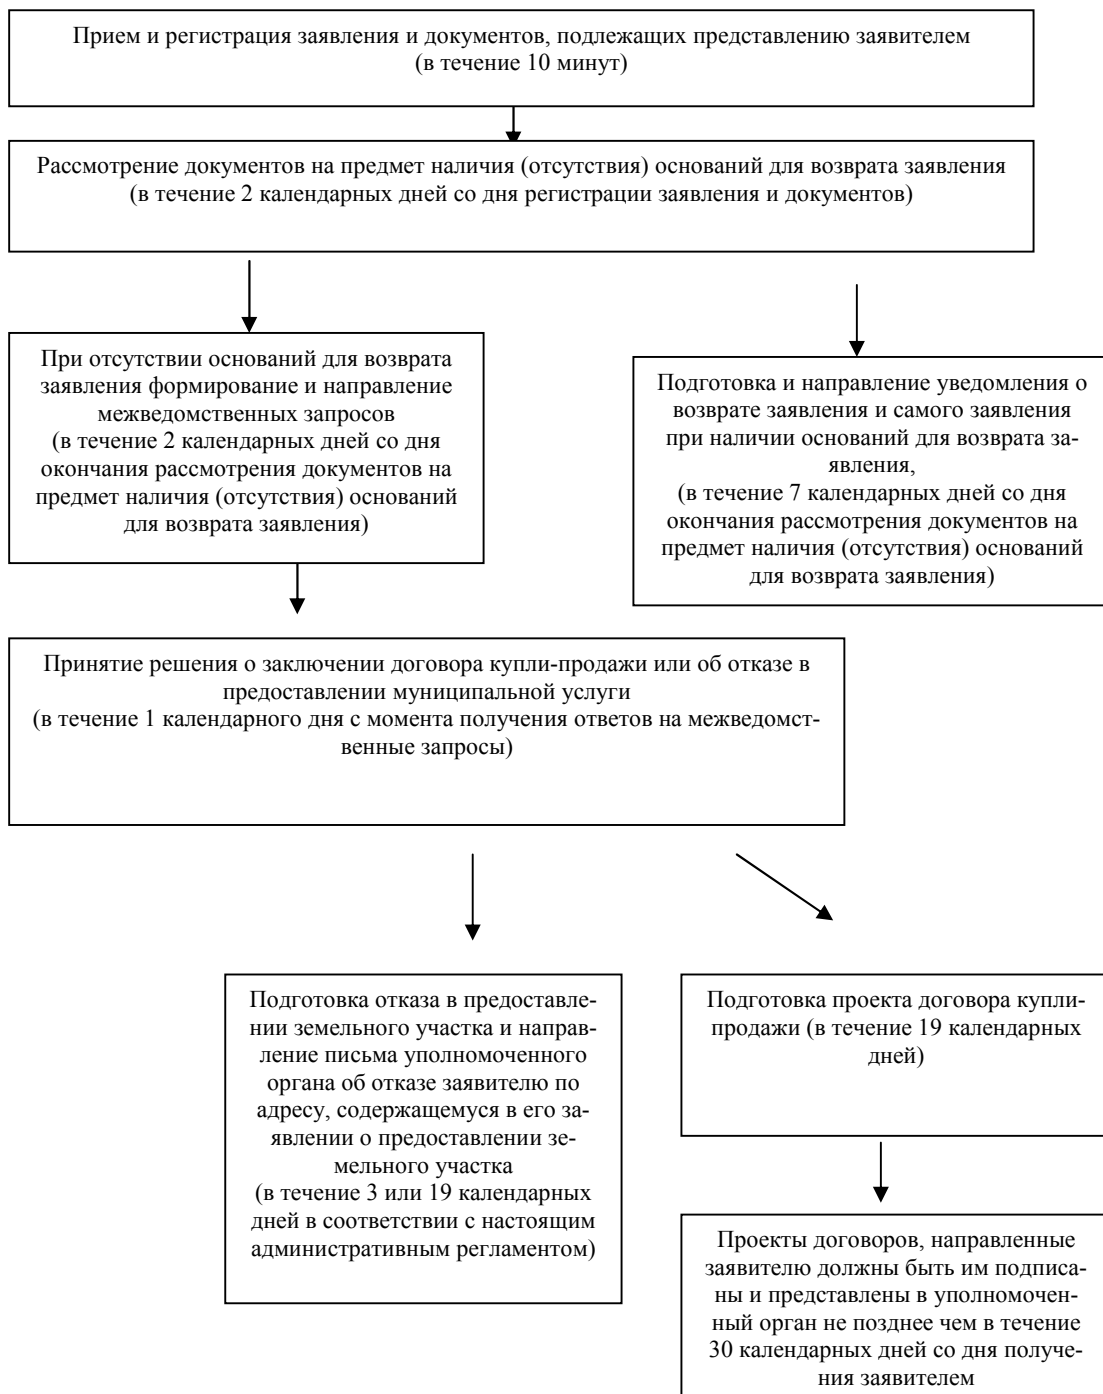 Прием и регистрация заявления и документов, подлежащих представлению заявителем
(в течение 10 минут)
Рассмотрение документов на предмет наличия (отсутствия) оснований для возврата заявления
(в течение 2 календарных дней со дня регистрации заявления и документов)
При отсутствии оснований для возврата
заявления формирование и направление
межведомственных запросов
(в течение 2 календарных дней со дня
окончания рассмотрения документов на
предмет наличия (отсутствия) оснований
для возврата заявления)
Подготовка и направление уведомления о
возврате заявления и самого заявления
при наличии оснований для возврата за-
явления,
(в течение 7 календарных дней со дня
окончания рассмотрения документов на
предмет наличия (отсутствия) оснований
для возврата заявления)
Принятие решения о заключении договора купли-продажи или об отказе в
предоставлении муниципальной услуги
(в течение 1 календарного дня с момента получения ответов на межведомст-
венные запросы)
Подготовка отказа в предоставле-
нии земельного участка и направ-
ление письма уполномоченного
органа об отказе заявителю по
адресу, содержащемуся в его за-
явлении о предоставлении зе-
мельного участка
(в течение 3 или 19 календарных
дней в соответствии с настоящим
административным регламентом)
Подготовка проекта договора купли-
продажи (в течение 19 календарных
дней)
Проекты договоров, направленные
заявителю должны быть им подписа-
ны и представлены в уполномочен-
ный орган не позднее чем в течение
30 календарных дней со дня получе-
ния заявителем